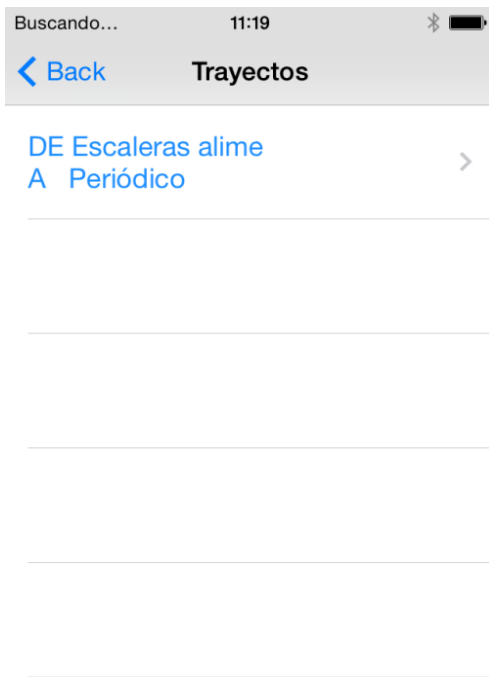 Buscando... 11:19
Back Trayectos
DE Escaleras alime
A Periódico